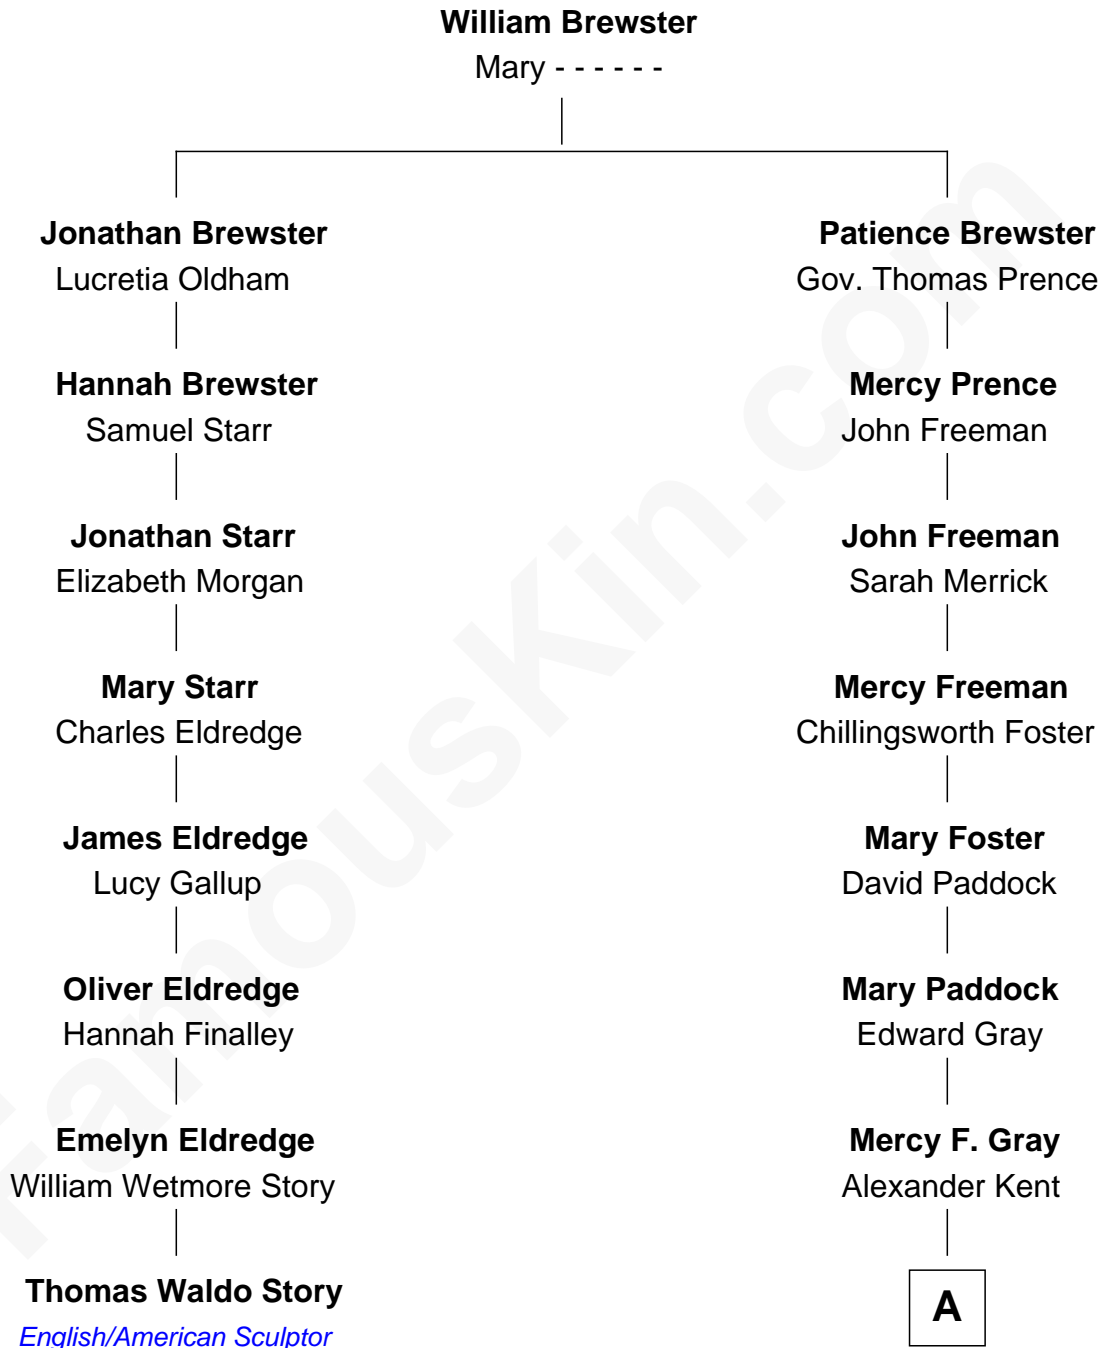 William Brewster
Mary - - - - - -
Jonathan Brewster
Lucretia Oldham
Patience Brewster
Gov. Thomas Prence
Hannah Brewster
Samuel Starr
Mercy Prence
John Freeman
Jonathan Starr
Elizabeth Morgan
John Freeman
Sarah Merrick
Mary Starr
Charles Eldredge
Mercy Freeman
Chillingsworth Foster
James Eldredge
Lucy Gallup
Mary Foster
David Paddock
Oliver Eldredge
Hannah Finalley
Mary Paddock
Edward Gray
Emelyn Eldredge
William Wetmore Story
Mercy F. Gray
Alexander Kent
Thomas Waldo Story
English/American Sculptor
A
FamousKin.com